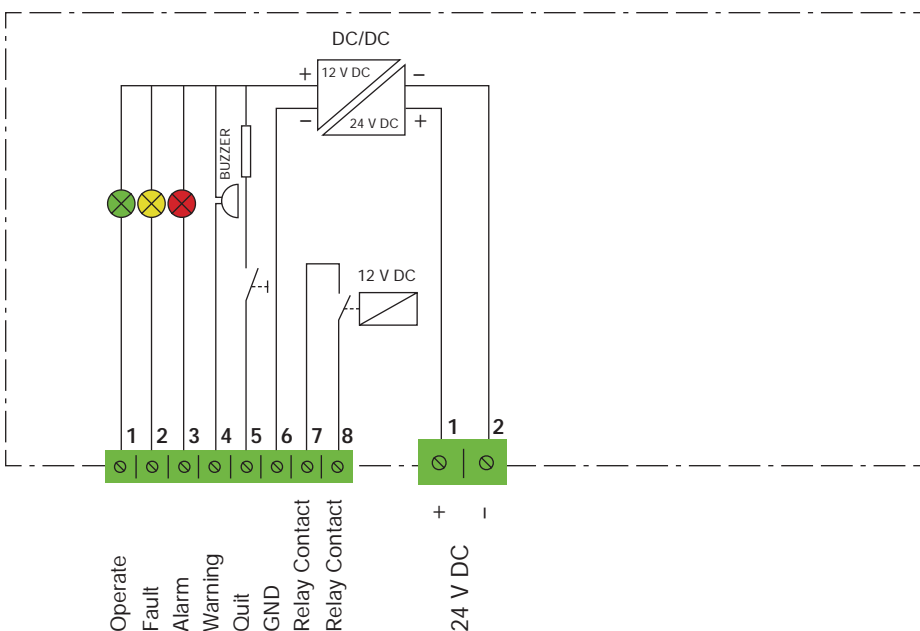 DC/DC
+ 12 V DC −
− 24 V DC +
BUZZER
12 V DC
1 2 3 4 5 6 7 8
1 2
+ −
Operate
Fault
Alarm
Warning
Quit
GND
Relay Contact
Relay Contact
24 V DC